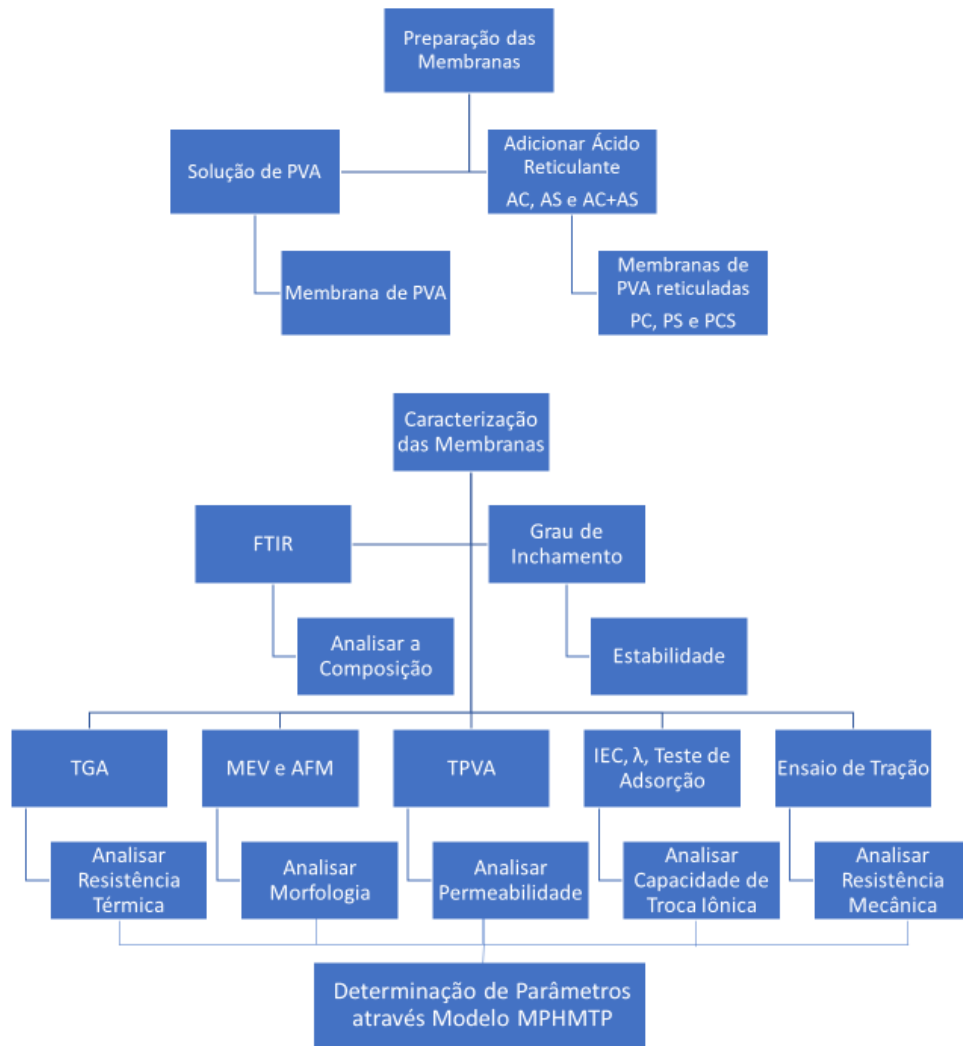 Preparação das
Membranas
Solução de PVA
Adicionar Ácido
Reticulante
AC, AS e AC+AS
Membrana de PVA
Membranas de
PVA reticuladas
PC, PS e PCS
Caracterização
das Membranas
FTIR
Grau de
Inchamento
Analisar a
Composição
Estabilidade
TGA
MEV e AFM
TPVA
IEC, λ, Teste de
Adsorção
Ensaio de Tração
Analisar
Resistência
Térmica
Analisar
Morfologia
Analisar
Permeabilidade
Analisar
Capacidade de
Troca Iônica
Analisar
Resistência
Mecânica
Determinação de Parâmetros
através Modelo MPHMTP